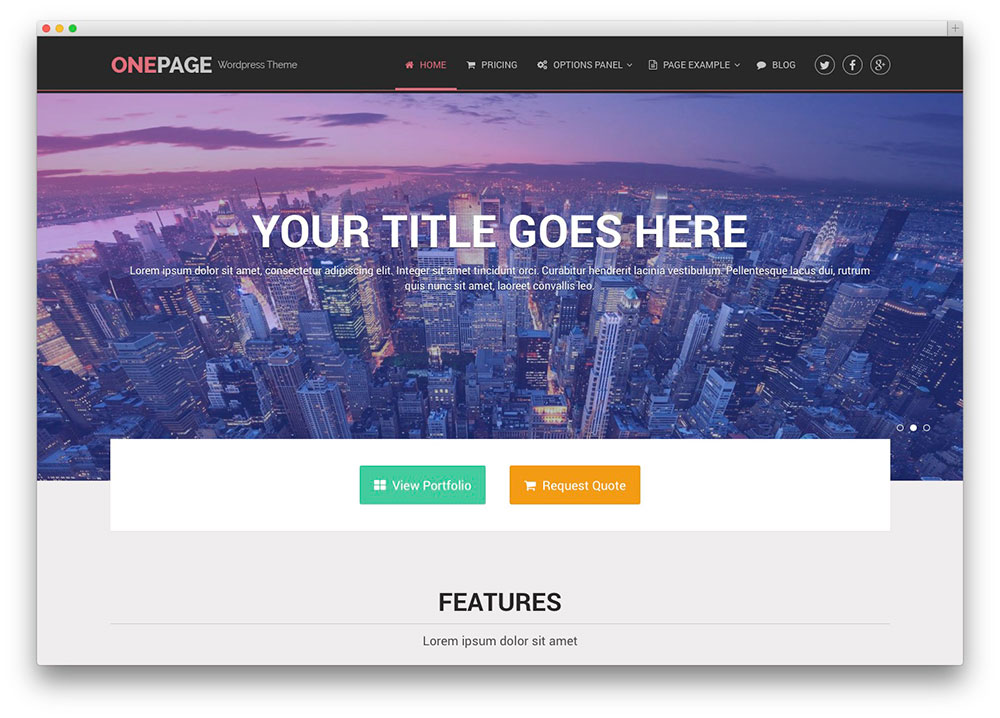 ONEPAGE Wordpress Theme HOME PRICING OPTIONS PANEL PAGE EXAMPLE BLOG
YOUR TITLE GOES HERE
Lorem ipsum dolor sit amet, consectetur adipiscing elit. Integer sit amet tincidunt orci. Curabitur hendrerit lacinia vestibulum. Pellentesque lacus dui, rutrum
quis nunc sit amet, laoreet convallis leo.
View Portfolio Request Quote
FEATURES
Lorem ipsum dolor sit amet